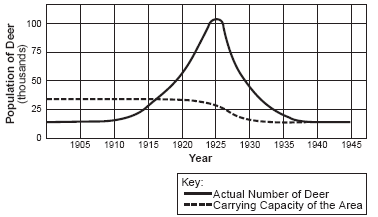 Population of Deer
(thousands)
100
75
50
25
0
1905 1910 1915 1920 1925 1930 1935 1940 1945
Year
Key:
Actual Number of Deer
Carrying Capacity of the Area